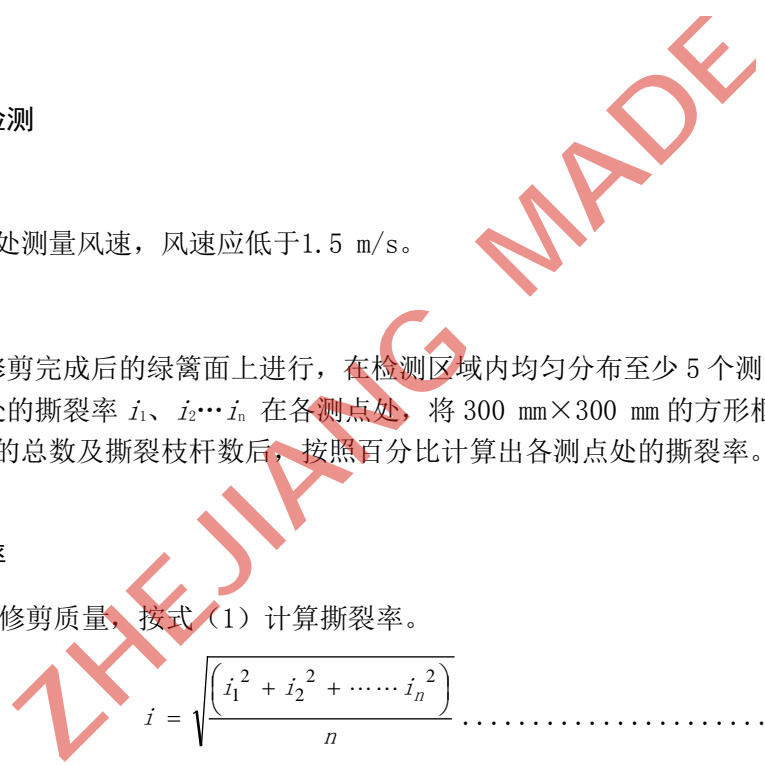 检测
处测量风速，风速应低于1.5 m/s。
修剪完成后的绿篱面上进行，在检测区域内均匀分布至少 5 个测
处的撕裂率 i₁、i₂…iₙ 在各测点处，将 300 mm×300 mm 的方形
的总数及撕裂枝杆数后，按照百分比计算出各测点处的撕裂率。
率
修剪质量，按式（1）计算撕裂率。
i = √((i₁² + i₂² + ⋯⋯ iₙ²) / n) ......................
ZHEJIANG MADE